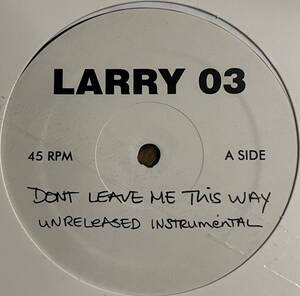 LARRY 03
45 RPM A SIDE
DONT LEAVE ME THIS WAY
UNRELEASED INSTRUMENTAL